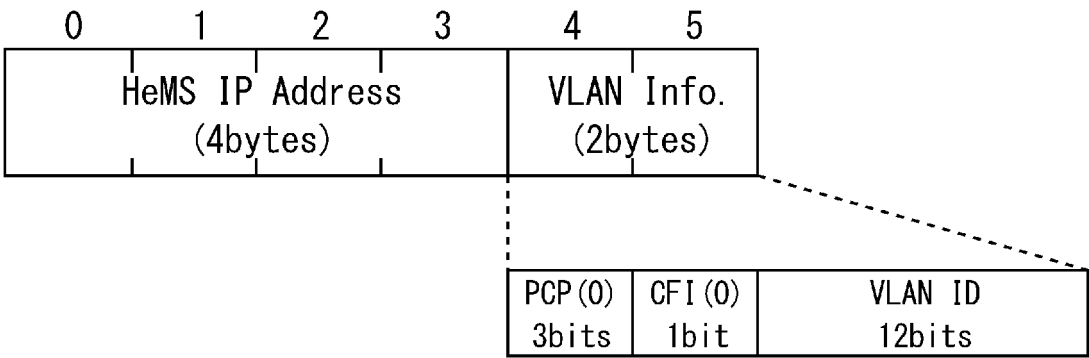 0 1 2 3 4 5
HeMS IP Address VLAN Info.
(4bytes) (2bytes)
PCP(0) CFI(0) VLAN ID
3bits 1bit 12bits